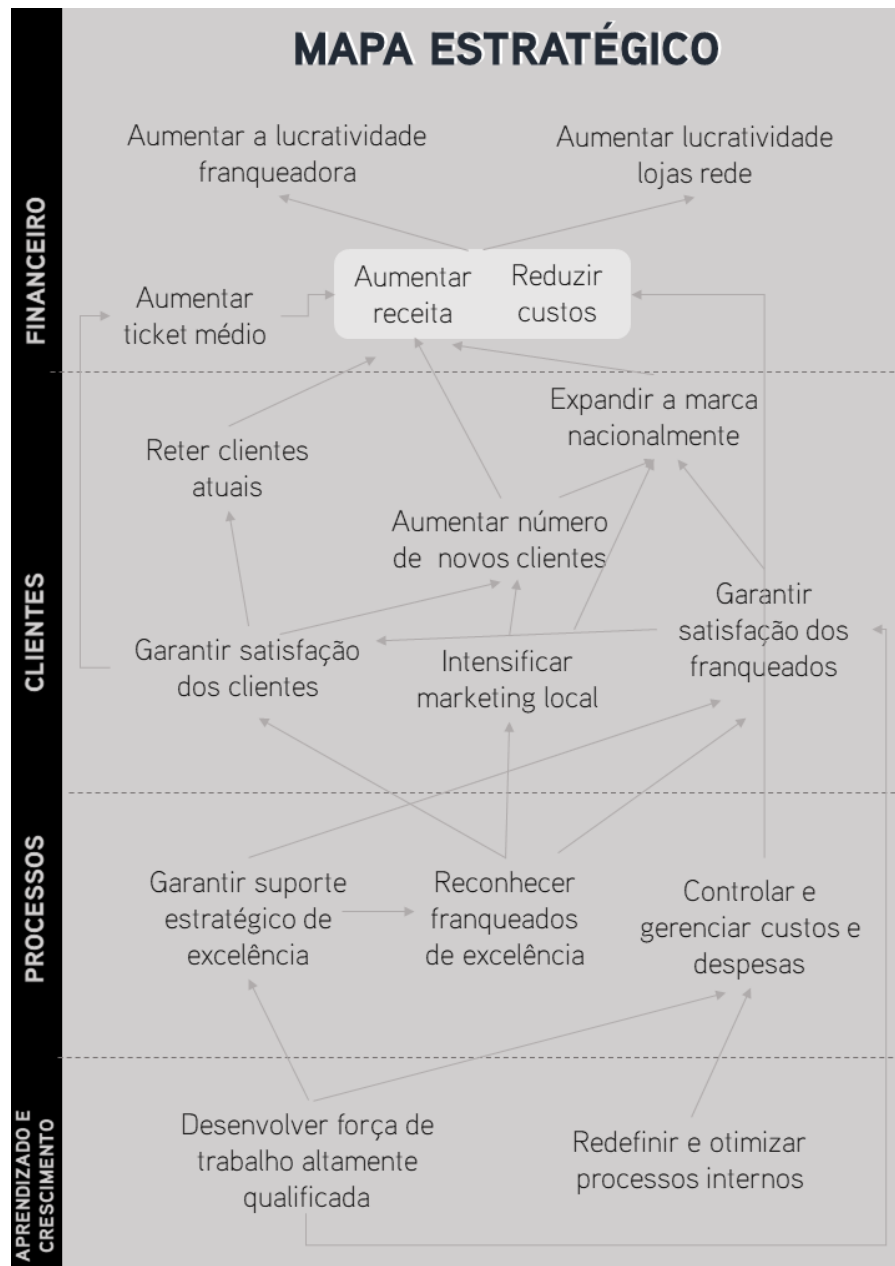 MAPA ESTRATÉGICO
FINANCEIRO
Aumentar a lucratividade
franqueadora
Aumentar lucratividade
lojas rede
Aumentar
receita
Reduzir
custos
Aumentar
ticket médio
CLIENTES
Expandir a marca
nacionalmente
Reter clientes
atuais
Aumentar número
de novos clientes
Garantir satisfação
dos clientes
Intensificar
marketing local
Garantir
satisfação dos
franqueados
PROCESSOS
Garantir suporte
estratégico de
excelência
Reconhecer
franqueados
de excelência
Controlar e
gerenciar custos e
despesas
APRENDIZADO E
CRESCIMENTO
Desenvolver força de
trabalho altamente
qualificada
Redefinir e otimizar
processos internos